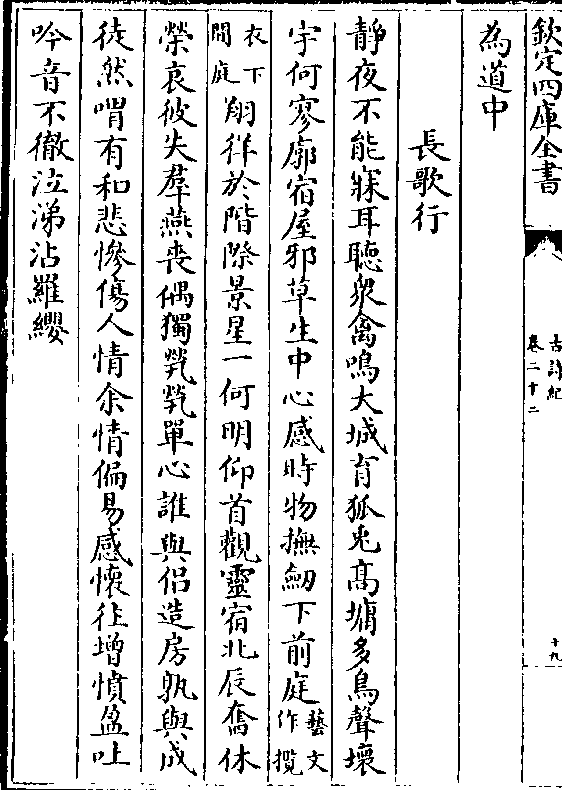 欽定四庫全書
古詩紀
卷二十二
十九
為道中
長歌行
靜夜不能寐耳聽衆禽鳴大城育狐兎髙墉多鳥聲壞
宇何寥廓宿屋邪草生中心感時物撫劒下前庭藝文作攬
衣下閒庭翔徉於階際景星一何明仰首觀靈宿北辰奮休
榮哀彼失羣燕喪偶獨煢煢單心誰與侣造房孰與成
徒然喟有和悲慘傷人情余情偏易感懷徃增憤盈吐
吟音不徹泣涕沾羅纓